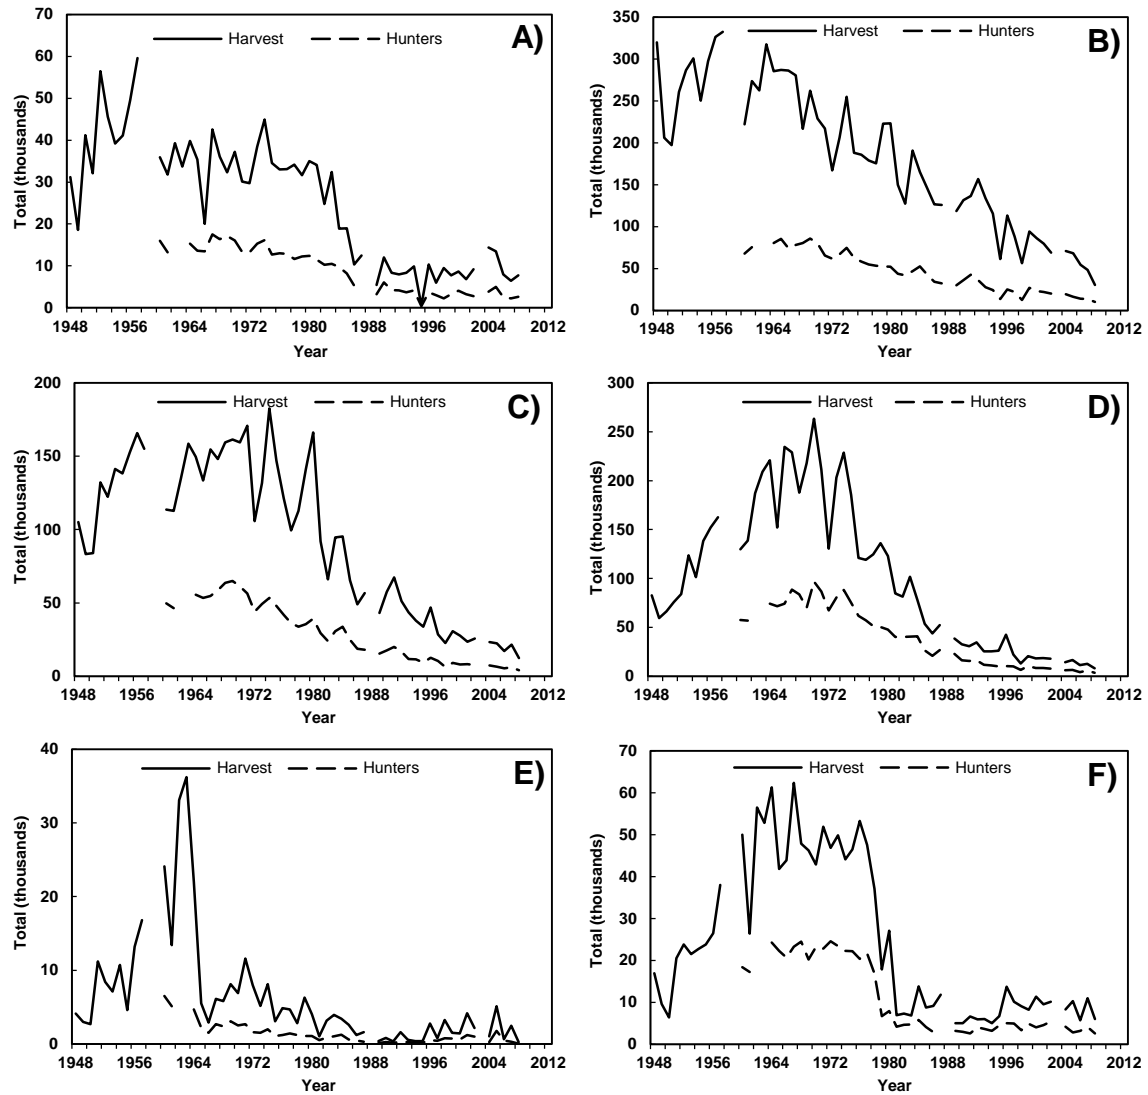 Harvest Hunters A)
Total (thousands)
70
60
50
40
30
20
10
0
1948 1956 1964 1972 1980 1988 1996 2004 2012
Year
Harvest Hunters B)
Total (thousands)
350
300
250
200
150
100
50
0
1948 1956 1964 1972 1980 1988 1996 2004 2012
Year
Harvest Hunters C)
Total (thousands)
200
150
100
50
0
1948 1956 1964 1972 1980 1988 1996 2004 2012
Year
Harvest Hunters D)
Total (thousands)
300
250
200
150
100
50
0
1948 1956 1964 1972 1980 1988 1996 2004 2012
Year
Harvest Hunters E)
Total (thousands)
40
30
20
10
0
1948 1956 1964 1972 1980 1988 1996 2004 2012
Year
Harvest Hunters F)
Total (thousands)
70
60
50
40
30
20
10
0
1948 1956 1964 1972 1980 1988 1996 2004 2012
Year